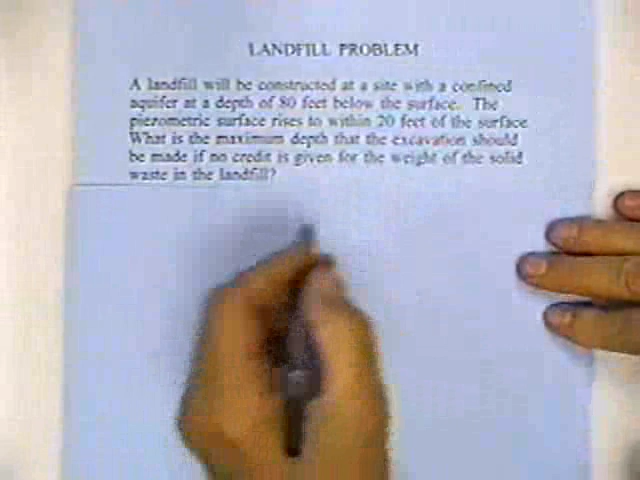 LANDFILL PROBLEM
A landfill will be constructed at a site with a confined
aquifer at a depth of 80 feet below the surface. The
piezometric surface rises to within 20 feet of the surface
What is the maximum depth that the excavation should
be made if no credit is given for the weight of the solid
waste in the landfill?